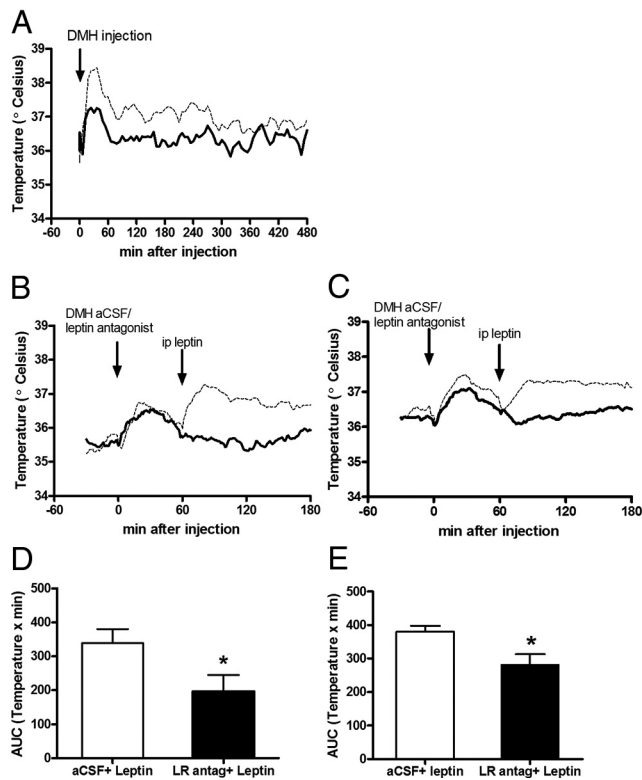 A
DMH injection
Temperature (° Celsius)
39
38
37
36
35
34
-60 0 60 120 180 240 300 360 420 480
min after injection
B
DMH aCSF/
leptin antagonist
ip leptin
Temperature (° Celsius)
39
38
37
36
35
34
-60 0 60 120 180
min after injection
C
DMH aCSF/
leptin antagonist
ip leptin
Temperature (° Celsius)
39
38
37
36
35
34
-60 0 60 120 180
min after injection
D
AUC (Temperature x min)
500
400
300
200
100
0
*
aCSF+ Leptin LR antag+ Leptin
E
AUC (Temperature x min)
500
400
300
200
100
0
*
aCSF+ leptin LR antag+ Leptin